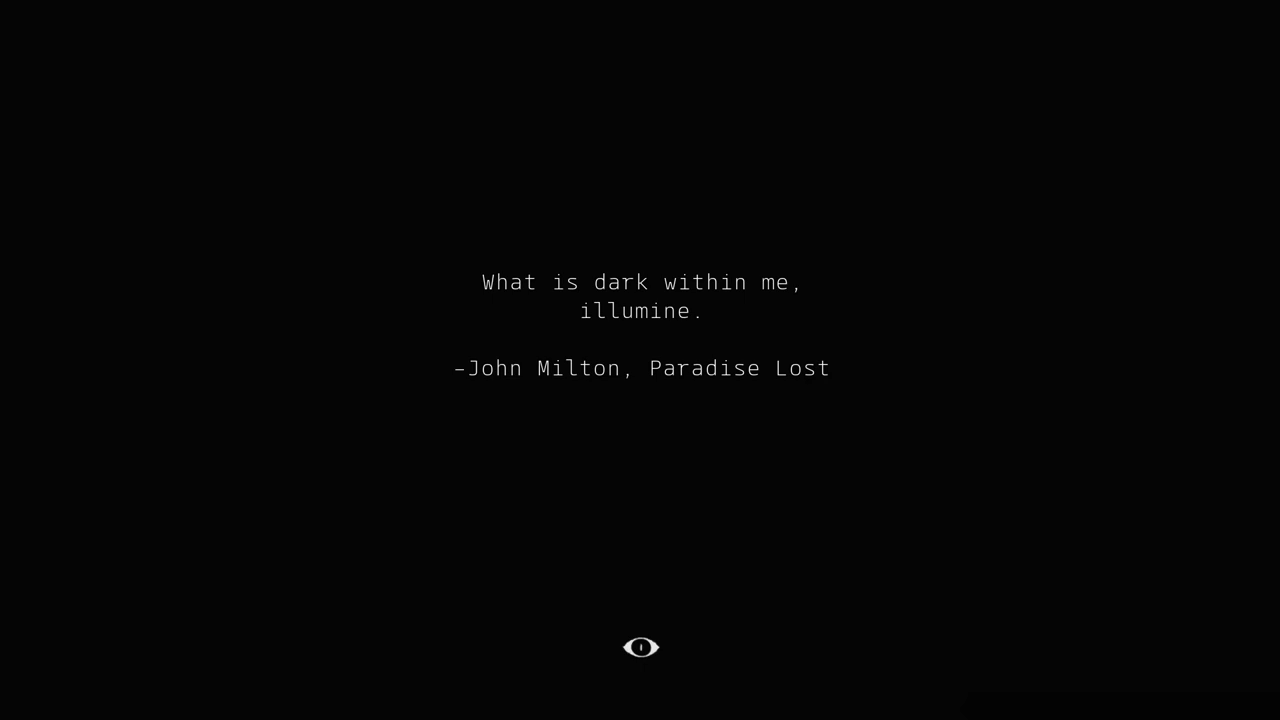 What is dark within me,
illumine.
–John Milton, Paradise Lost